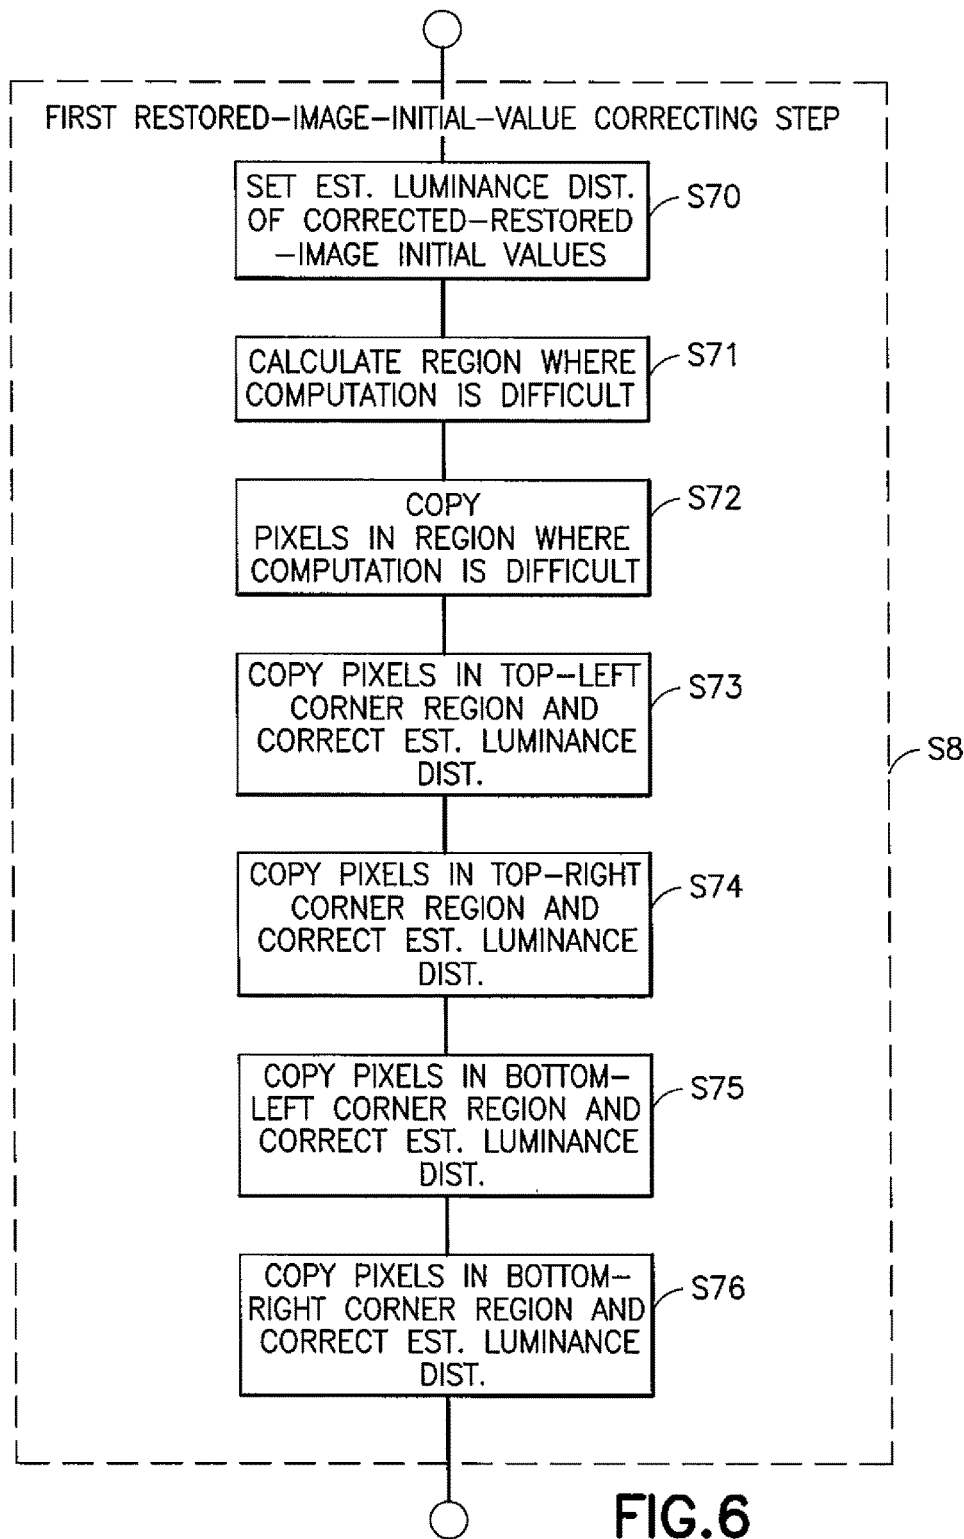 FIRST RESTORED-IMAGE-INITIAL-VALUE CORRECTING STEP
SET EST. LUMINANCE DIST.
OF CORRECTED-RESTORED
-IMAGE INITIAL VALUES
S70
CALCULATE REGION WHERE
COMPUTATION IS DIFFICULT
S71
COPY
PIXELS IN REGION WHERE
COMPUTATION IS DIFFICULT
S72
COPY PIXELS IN TOP-LEFT
CORNER REGION AND
CORRECT EST. LUMINANCE
DIST.
S73
S8
COPY PIXELS IN TOP-RIGHT
CORNER REGION AND
CORRECT EST. LUMINANCE
DIST.
S74
COPY PIXELS IN BOTTOM-
LEFT CORNER REGION AND
CORRECT EST. LUMINANCE
DIST.
S75
COPY PIXELS IN BOTTOM-
RIGHT CORNER REGION AND
CORRECT EST. LUMINANCE
DIST.
S76
FIG.6